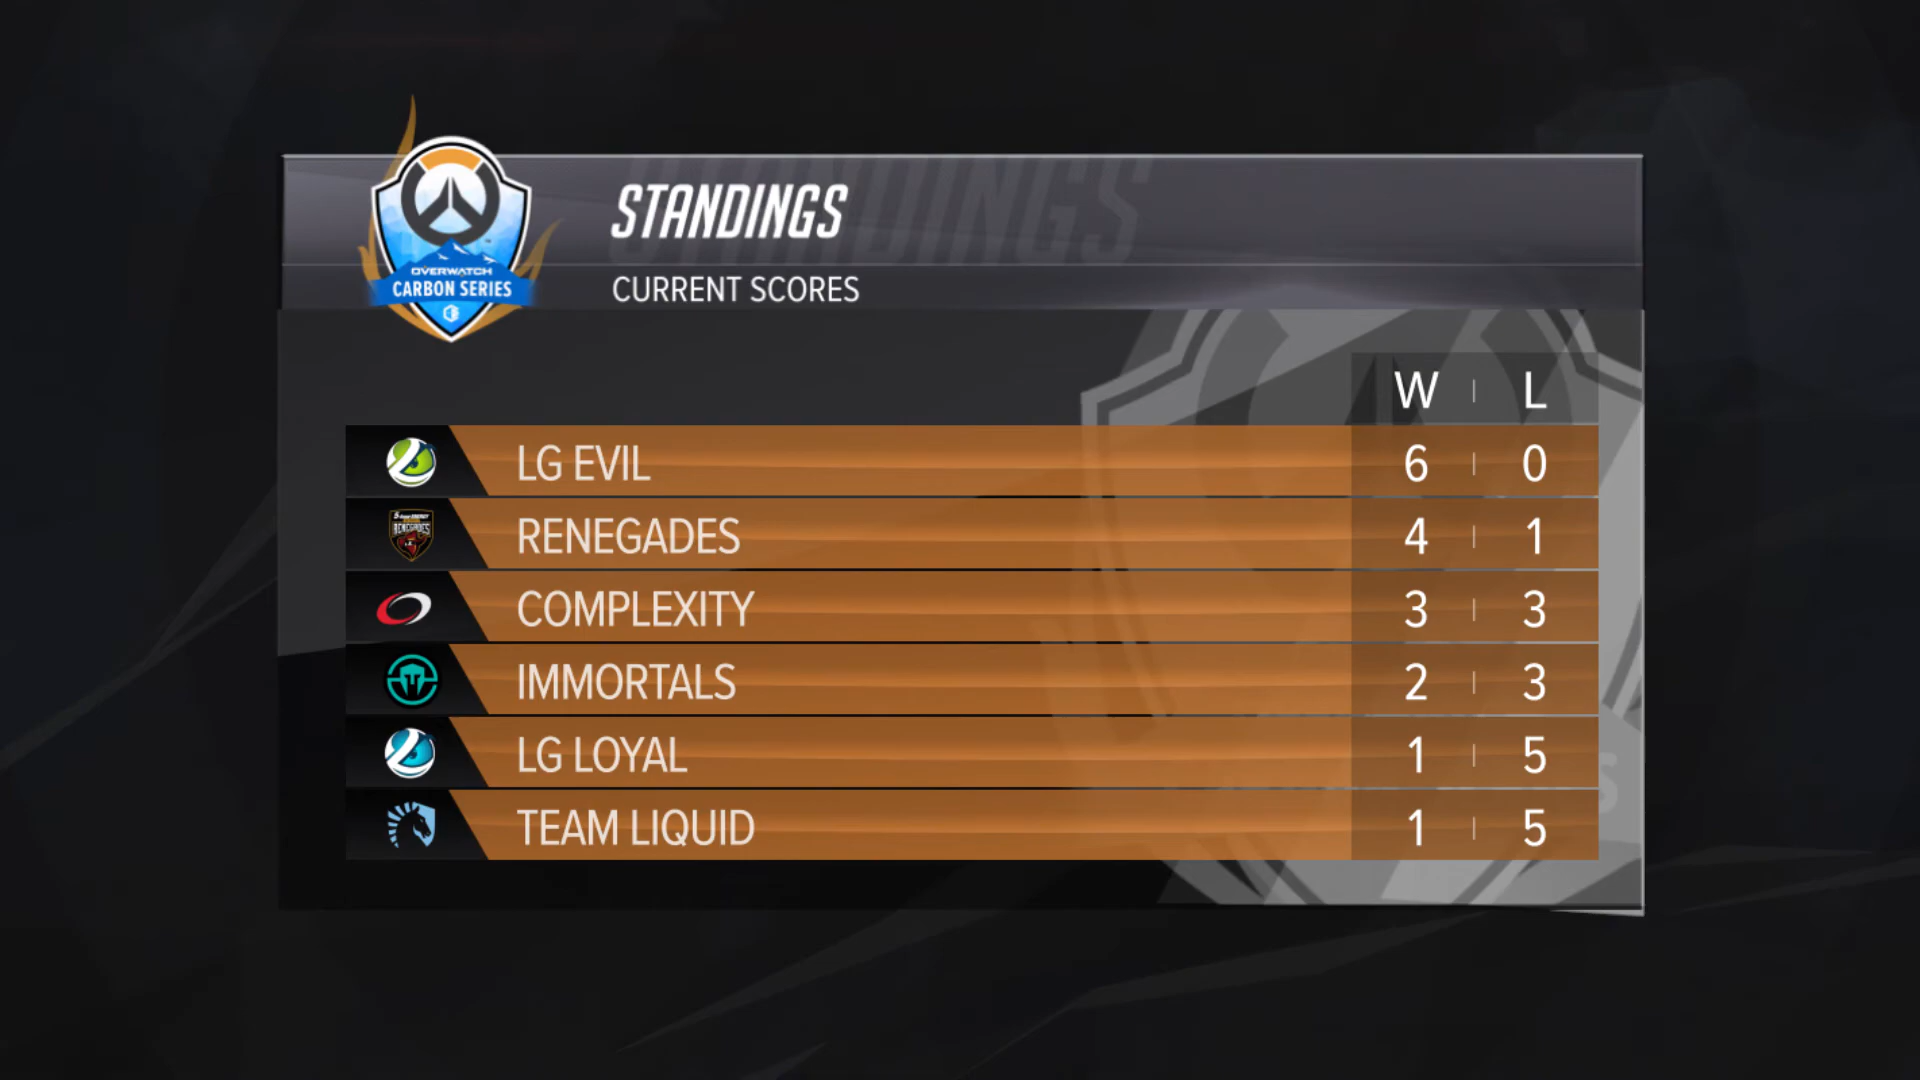 STANDINGS
CURRENT SCORES
OVERWATCH
CARBON SERIES
W L
LG EVIL 6 0
RENEGADES 4 1
COMPLEXITY 3 3
IMMORTALS 2 3
LG LOYAL 1 5
TEAM LIQUID 1 5